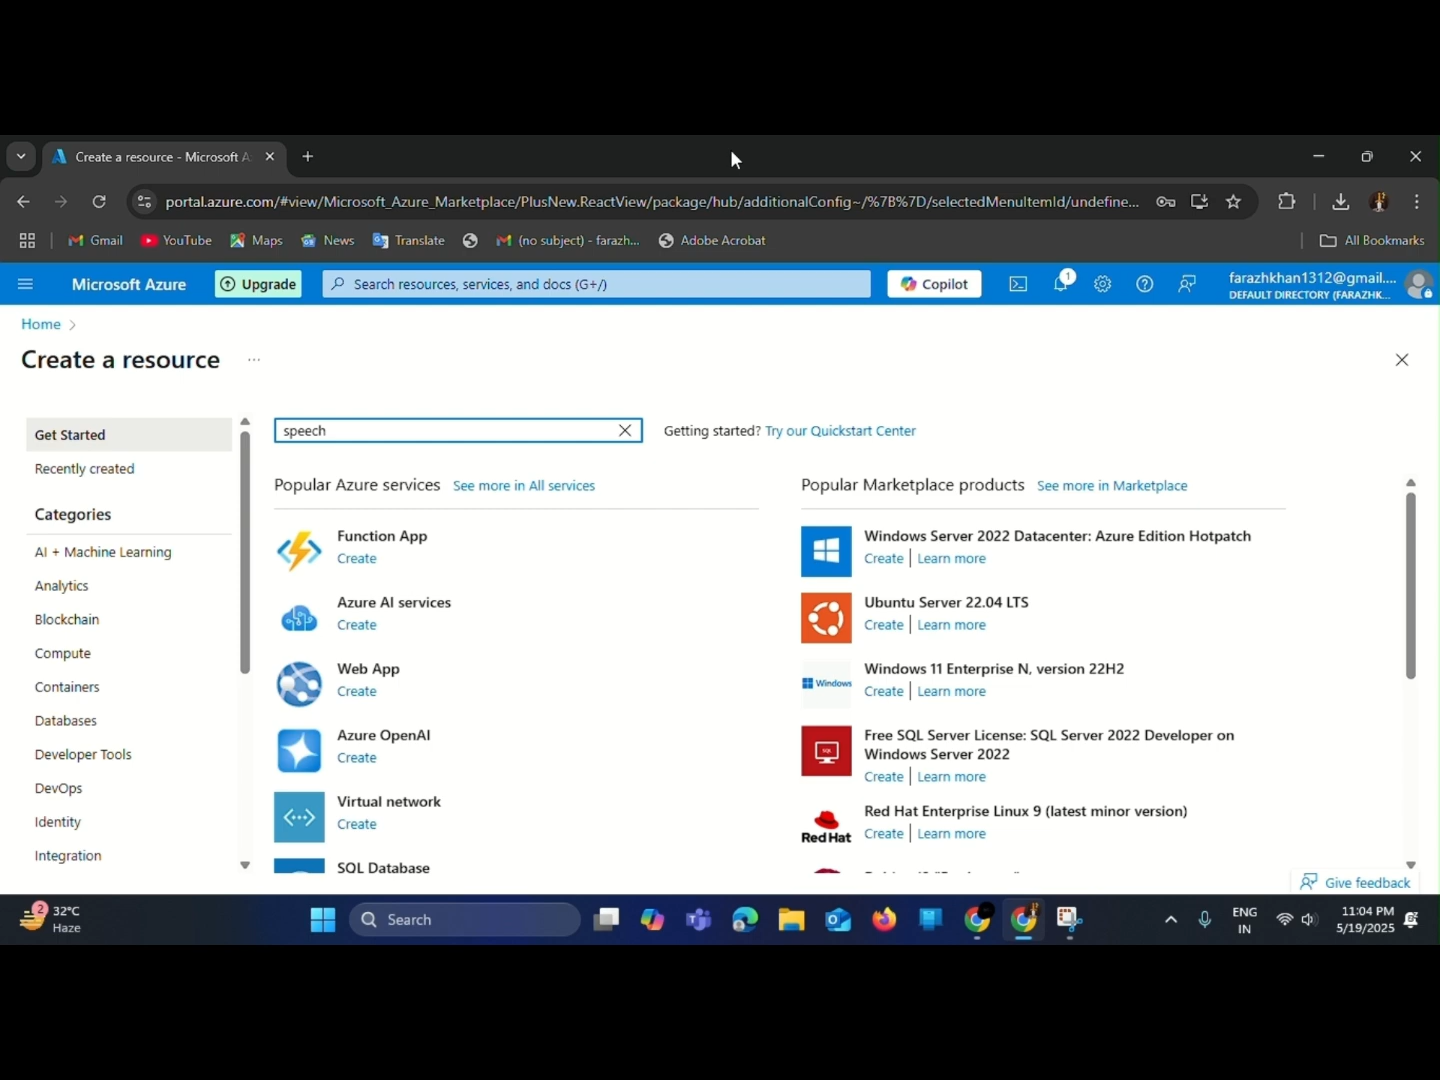 Create a resource - Microsoft A
portal.azure.com/#view/Microsoft_Azure_Marketplace/PlusNew.ReactView/package/hub/additionalConfig~/%7B%7D/selectedMenuItemId/undefine...
Gmail
YouTube
Maps
News
Translate
(no subject) - farazh...
Adobe Acrobat
All Bookmarks
Microsoft Azure
Upgrade
Search resources, services, and docs (G+/)
Copilot
1
farazhkhan1312@gmail....
DEFAULT DIRECTORY (FARAZHK...
Home
Create a resource
...
Get Started
Recently created
Categories
AI + Machine Learning
Analytics
Blockchain
Compute
Containers
Databases
Developer Tools
DevOps
Identity
Integration
speech
Getting started? Try our Quickstart Center
Popular Azure services See more in All services
Function App
Create
Azure AI services
Create
Web App
Create
Azure OpenAI
Create
Virtual network
Create
SQL Database
Popular Marketplace products See more in Marketplace
Windows Server 2022 Datacenter: Azure Edition Hotpatch
Create | Learn more
Ubuntu Server 22.04 LTS
Create | Learn more
Windows
Windows 11 Enterprise N, version 22H2
Create | Learn more
SQL
Free SQL Server License: SQL Server 2022 Developer on
Windows Server 2022
Create | Learn more
Red Hat
Red Hat Enterprise Linux 9 (latest minor version)
Create | Learn more
Give feedback
2
32°C
Haze
Search
ENG
IN
11:04 PM
5/19/2025